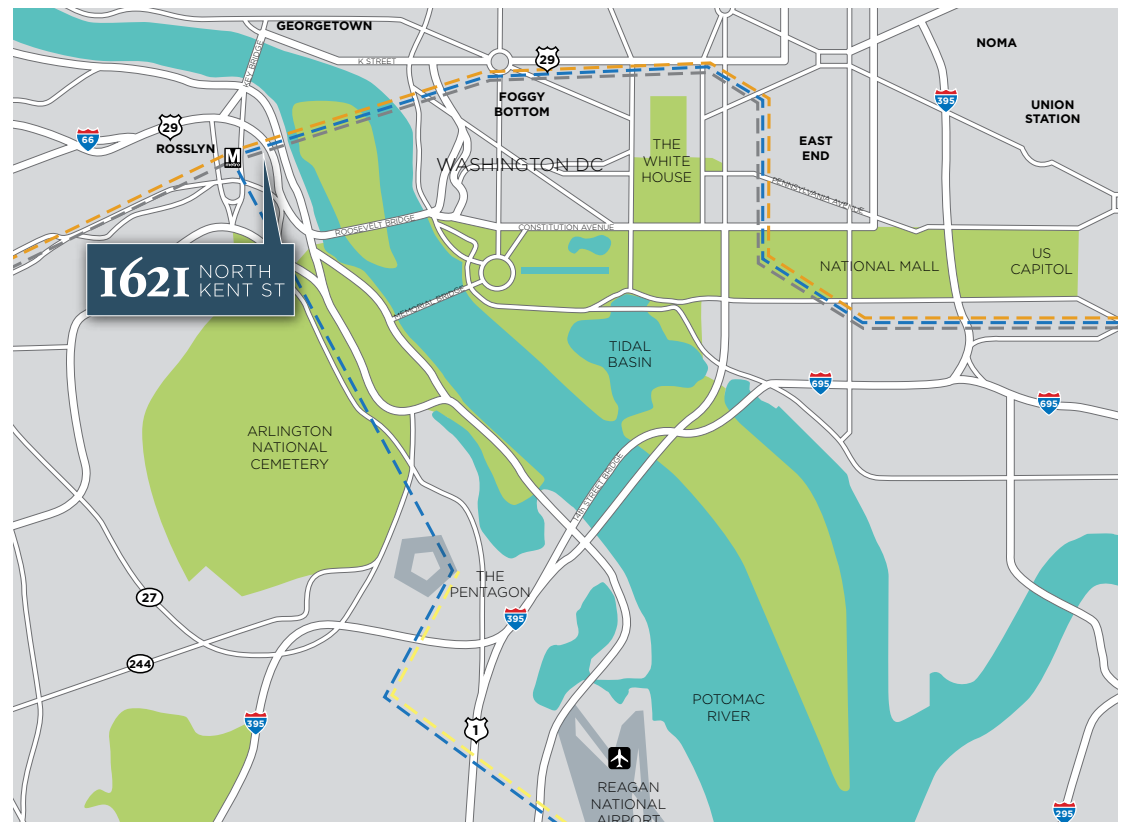 GEORGETOWN
NOMA
KEY BRIDGE
K STREET
29
395
FOGGY
BOTTOM
UNION
STATION
66
29
ROSSLYN
M
metro
WASHINGTON DC
THE
WHITE
HOUSE
EAST
END
PENNSYLVANIA AVENUE
ROOSEVELT BRIDGE
CONSTITUTION AVENUE
1621 NORTH
KENT ST
NATIONAL MALL
US
CAPITOL
MEMORIAL BRIDGE
TIDAL
BASIN
695
695
ARLINGTON
NATIONAL
CEMETERY
14th STREET BRIDGE
THE
PENTAGON
27
395
244
395
1
POTOMAC
RIVER
REAGAN
NATIONAL
AIRPORT
295